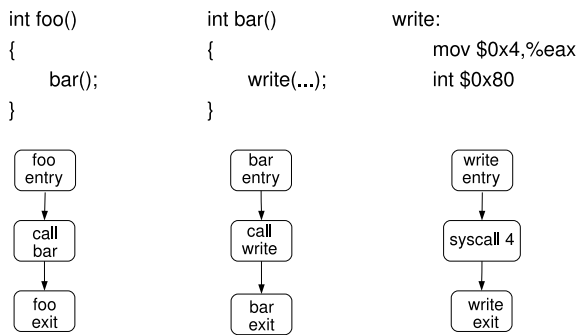 int foo()
{
bar();
}
int bar()
{
write(...);
}
write:
mov $0x4,%eax
int $0x80
foo
entry
call
bar
foo
exit
bar
entry
call
write
bar
exit
write
entry
syscall 4
write
exit